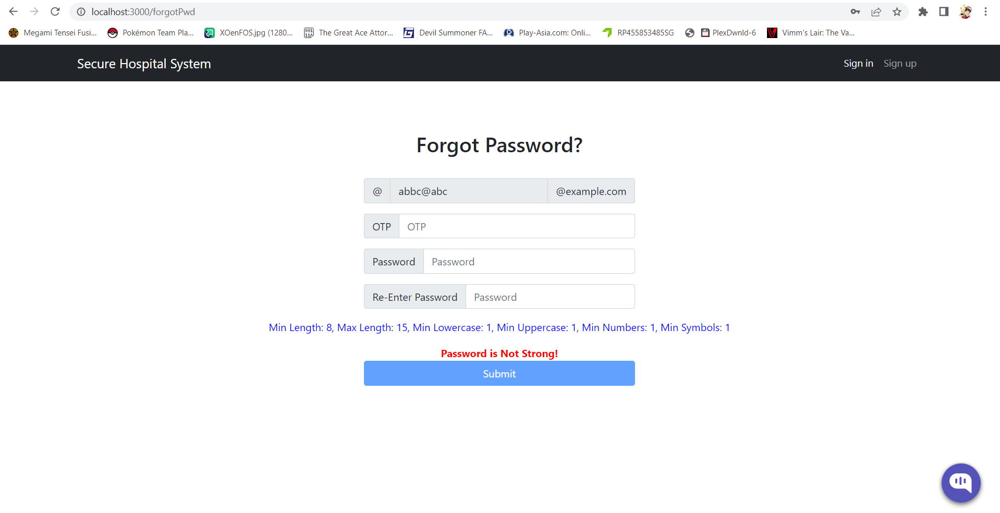 localhost:3000/forgotPwd
Megami Tensei Fusi... Pokémon Team Pla... XOenFOS.jpg (1280... The Great Ace Attor... Devil Summoner FA... Play-Asia.com: Onli... RP455853485SG PlexDwnld-6 Vimm's Lair: The Va...
Secure Hospital System Sign in Sign up
Forgot Password?
@ abbc@abc @example.com
OTP OTP
Password Password
Re-Enter Password Password
Min Length: 8, Max Length: 15, Min Lowercase: 1, Min Uppercase: 1, Min Numbers: 1, Min Symbols: 1
Password is Not Strong!
Submit